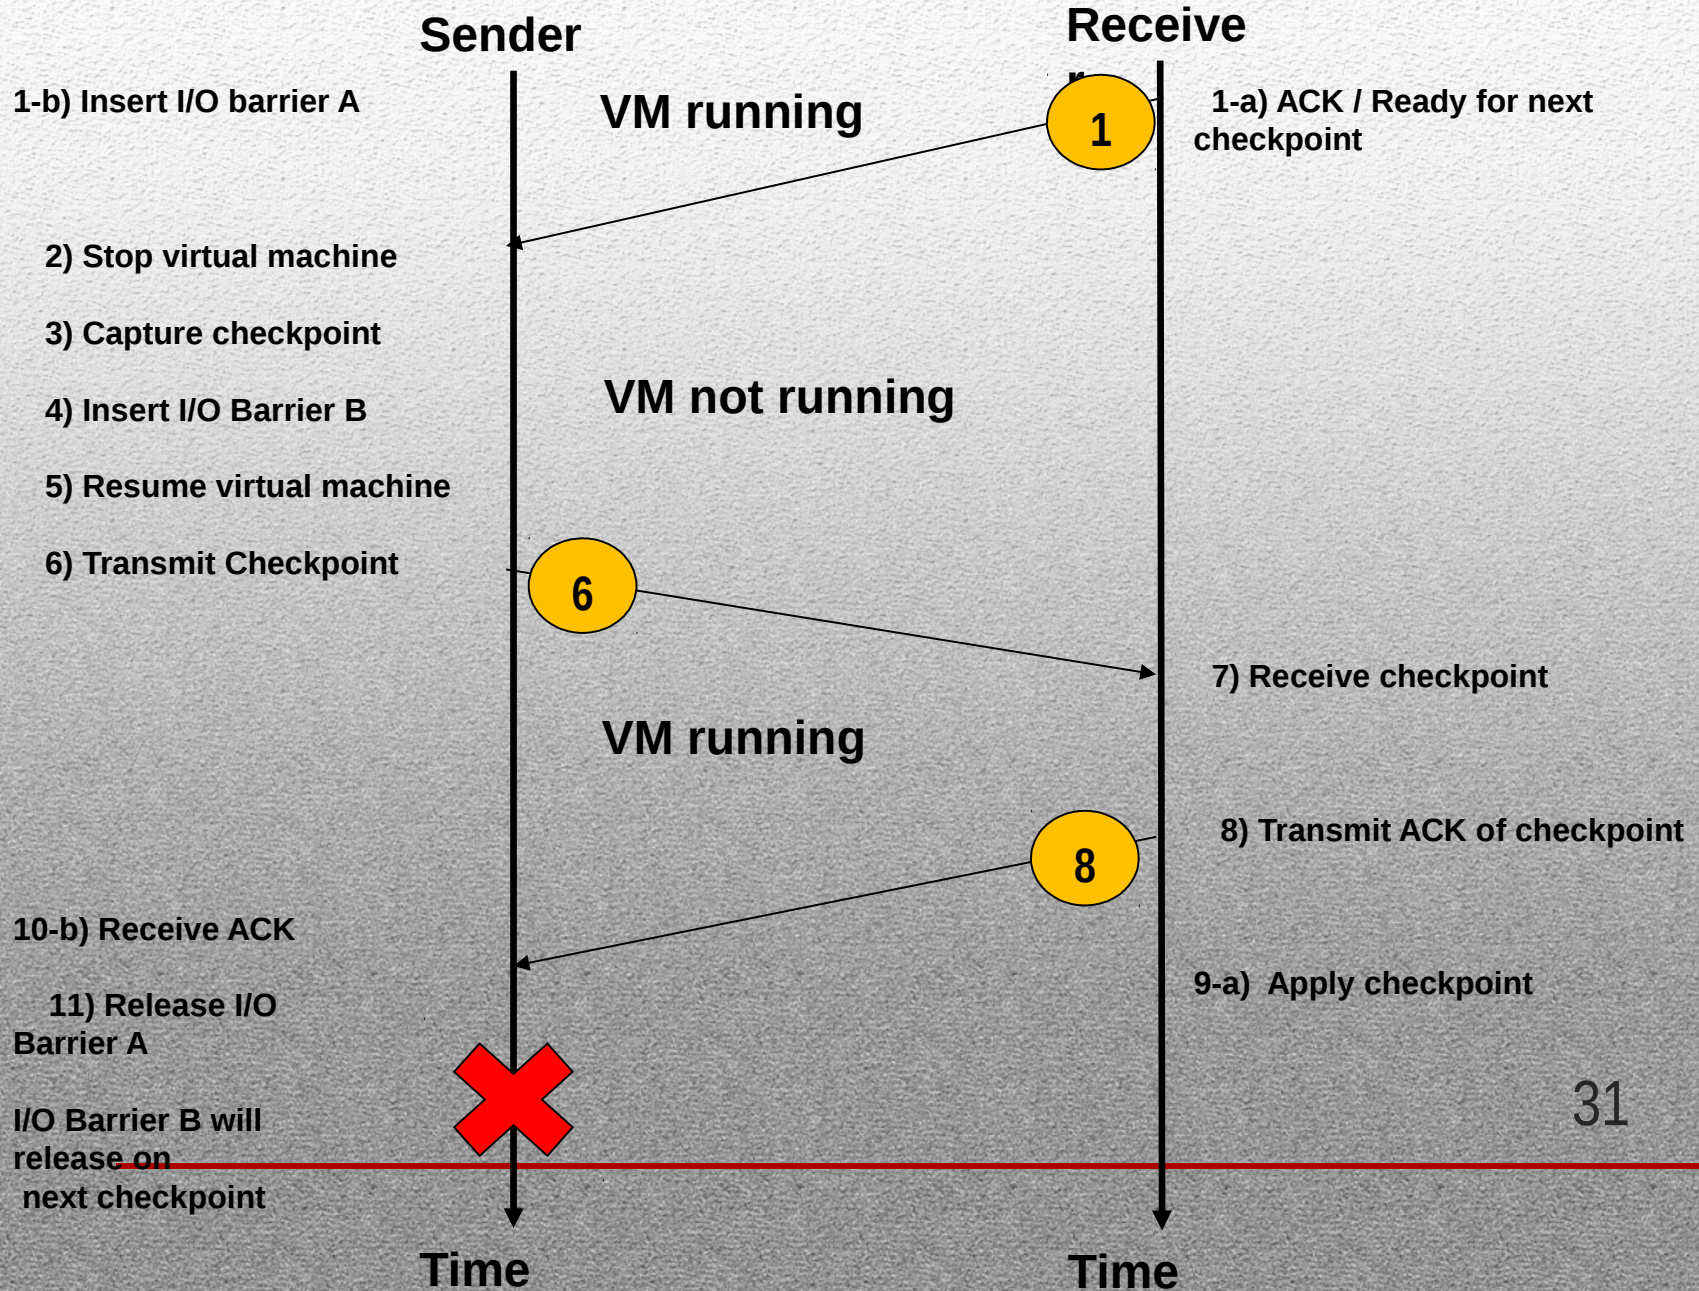 Sender
Receive
r
1-b) Insert I/O barrier A
VM running
1
1-a) ACK / Ready for next
checkpoint
2) Stop virtual machine
3) Capture checkpoint
VM not running
4) Insert I/O Barrier B
5) Resume virtual machine
6) Transmit Checkpoint
6
7) Receive checkpoint
VM running
8) Transmit ACK of checkpoint
8
10-b) Receive ACK
9-a) Apply checkpoint
11) Release I/O
Barrier A
I/O Barrier B will
release on
next checkpoint
31
Time
Time